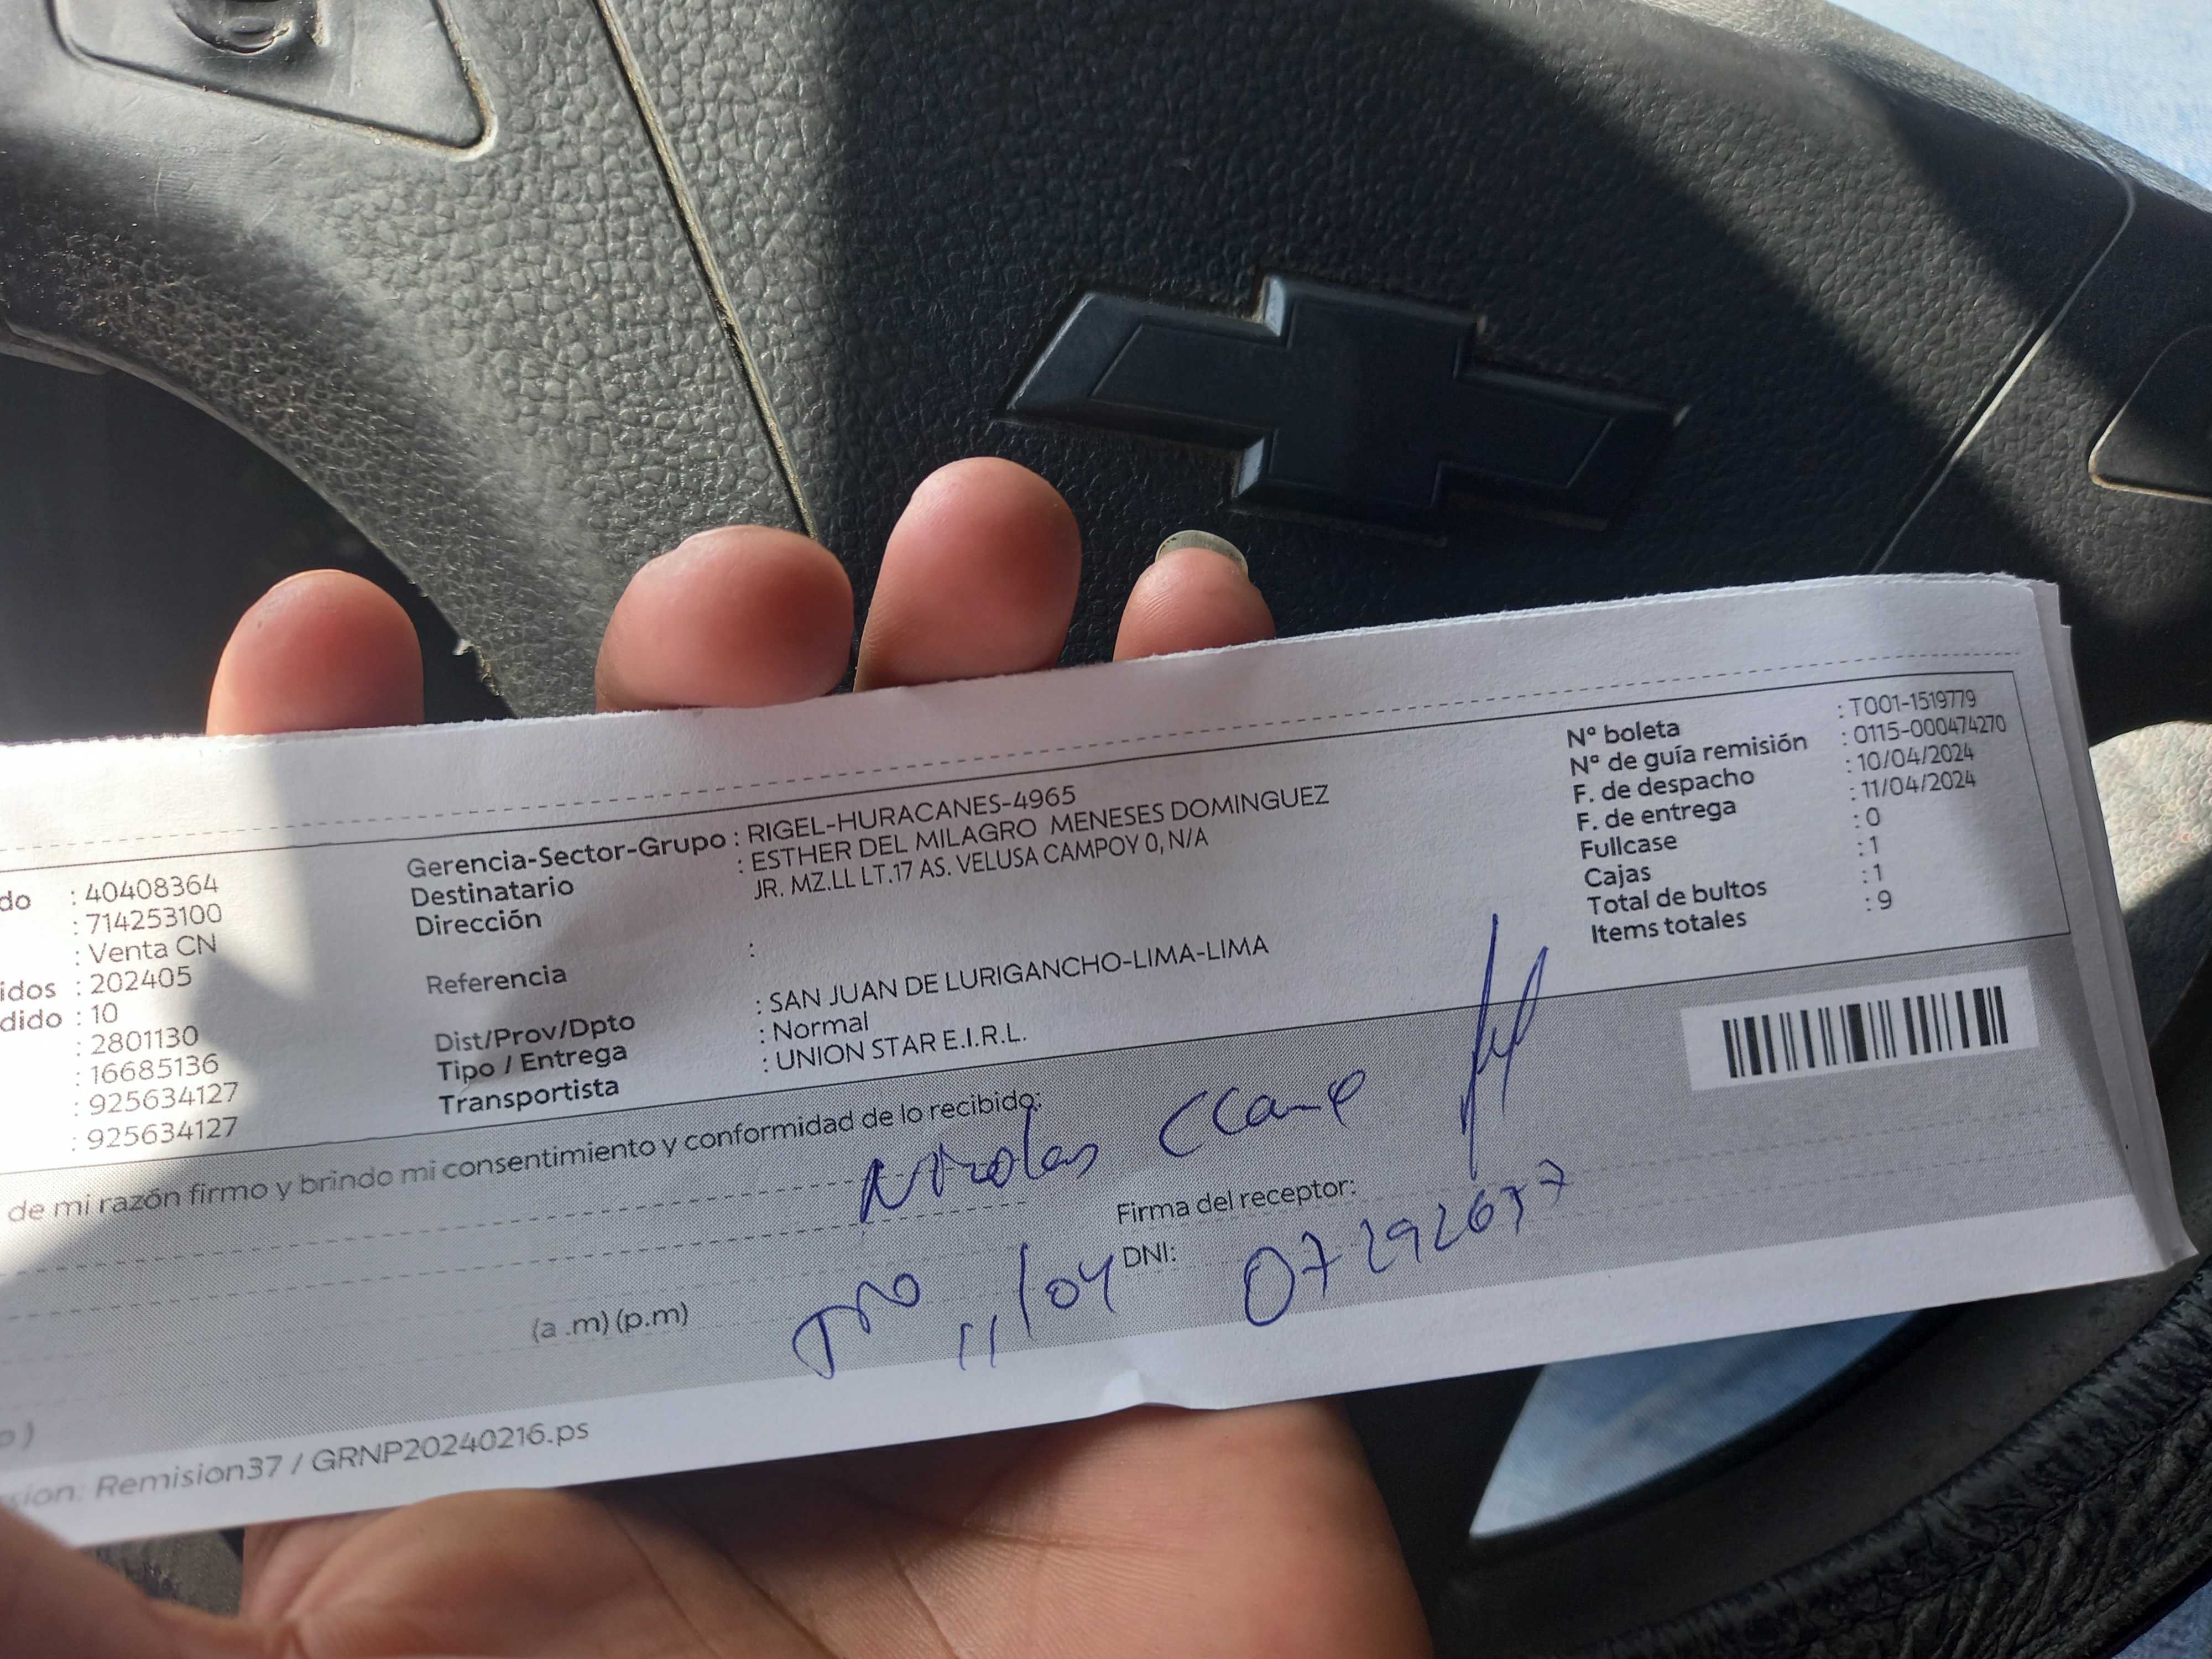 do : 40408364
: 714253100
: Venta CN
idos : 202405
dido : 10
: 2801130
: 16685136
: 925634127
: 925634127
Gerencia-Sector-Grupo : RIGEL-HURACANES-4965
Destinatario : ESTHER DEL MILAGRO MENESES DOMINGUEZ
Dirección JR. MZ.LL LT.17 AS. VELUSA CAMPOY 0, N/A
Referencia :
Dist/Prov/Dpto : SAN JUAN DE LURIGANCHO-LIMA-LIMA
Tipo / Entrega : Normal
Transportista : UNION STAR E.I.R.L.
Nº boleta : T001-1519779
Nº de guía remisión : 0115-000474270
F. de despacho : 10/04/2024
F. de entrega : 11/04/2024
Fullcase : 0
Cajas : 1
Total de bultos : 1
Items totales : 9
de mi razón firmo y brindo mi consentimiento y conformidad de lo recibido:
Nicolas
Firma del receptor:
(a .m) (p.m) 11/04 DNI:
sion: Remision37 / GRNP20240216.ps